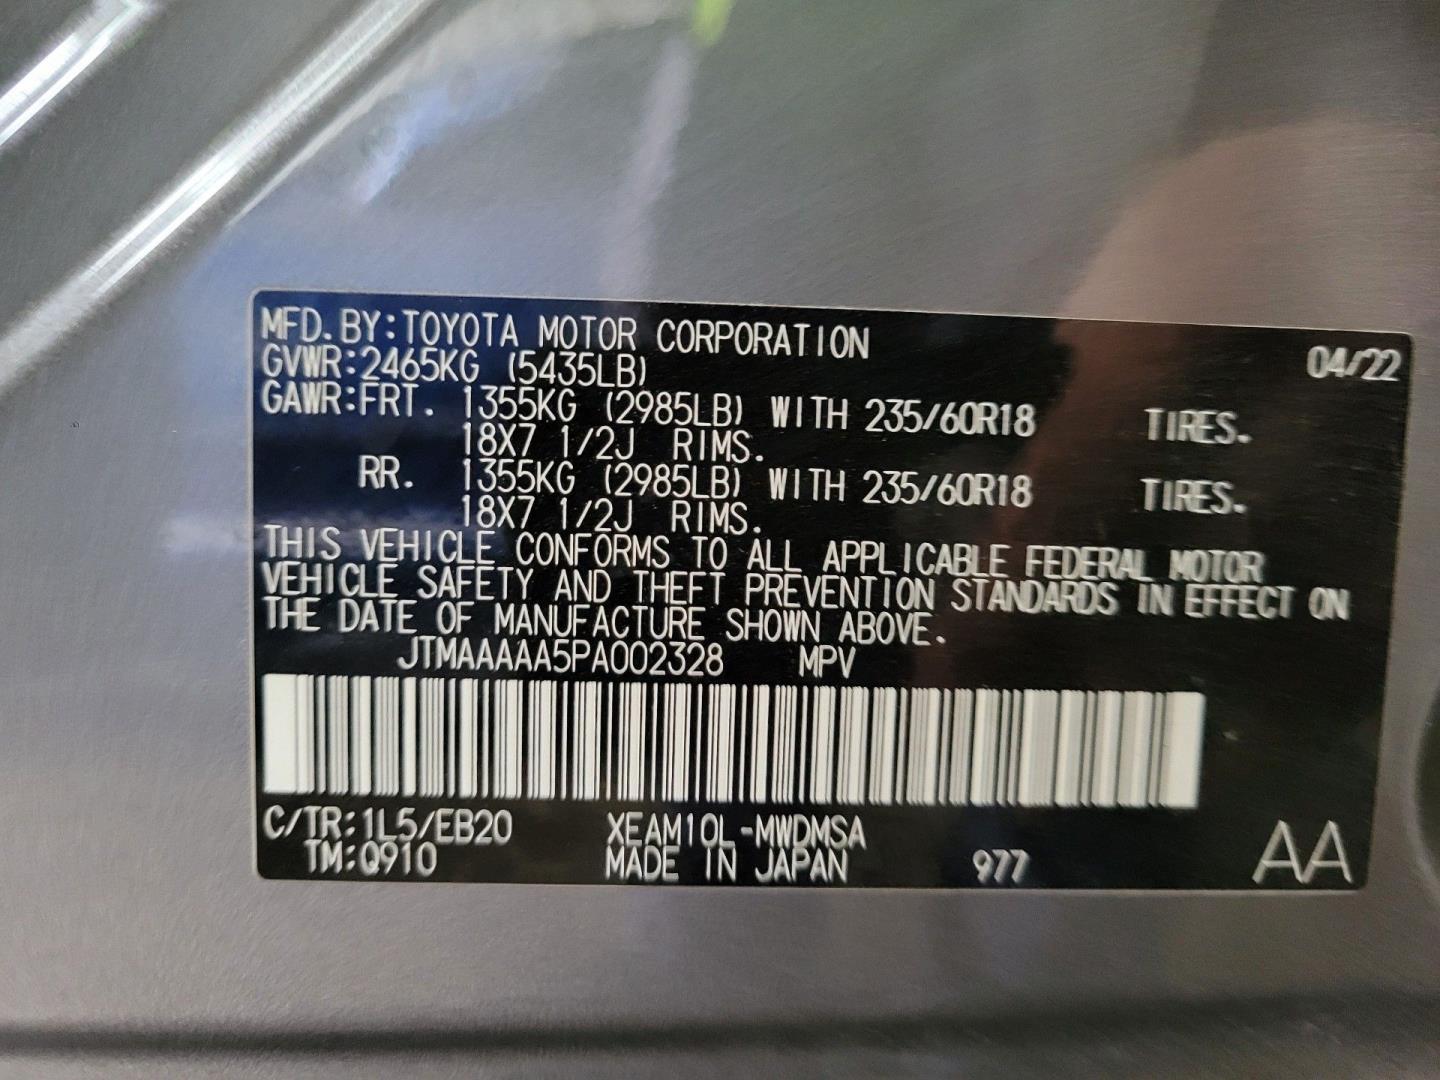 MFD.BY:TOYOTA MOTOR CORPORATION 04/22
GVWR:2465KG (5435LB)
GAWR:FRT. 1355KG (2985LB) WITH 235/60R18 TIRES.
18X7 1/2J RIMS.
RR. 1355KG (2985LB) WITH 235/60R18 TIRES.
18X7 1/2J RIMS.
THIS VEHICLE CONFORMS TO ALL APPLICABLE FEDERAL MOTOR
VEHICLE SAFETY AND THEFT PREVENTION STANDARDS IN EFFECT ON
THE DATE OF MANUFACTURE SHOWN ABOVE.
JTMAAAAA5PA002328 MPV
C/TR:1L5/EB20 XEAM10L-MWDMSA
TM:Q910 MADE IN JAPAN 977 AA